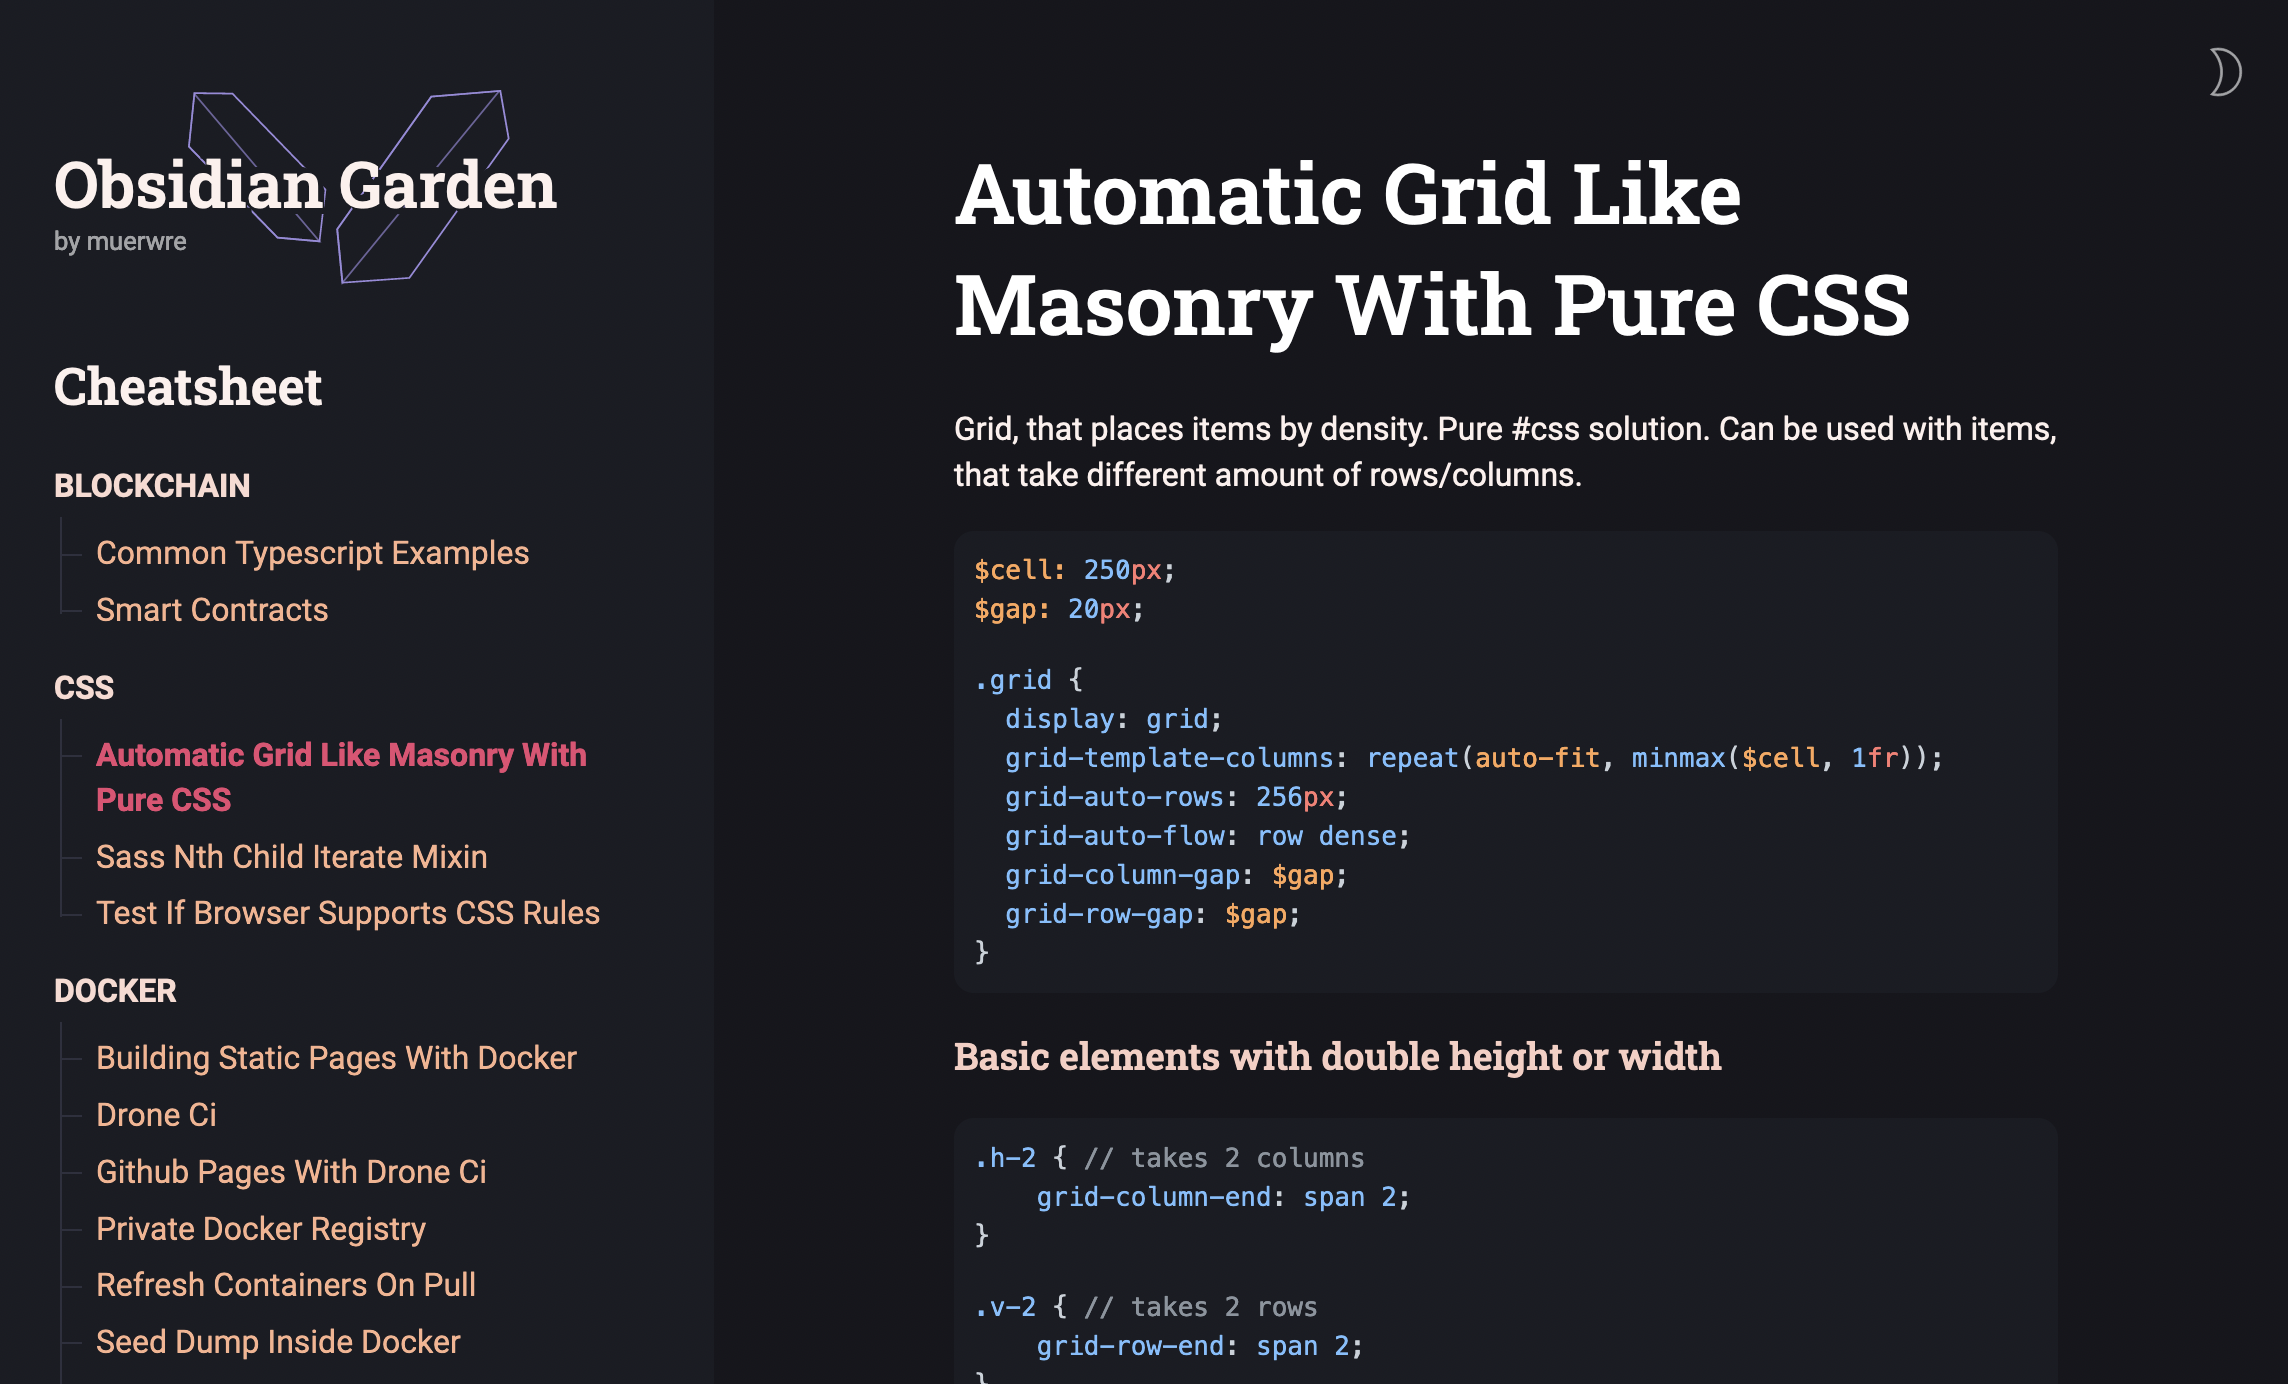 Obsidian Garden
by muerwre
Cheatsheet
BLOCKCHAIN
Common Typescript Examples
Smart Contracts
CSS
Automatic Grid Like Masonry With
Pure CSS
Sass Nth Child Iterate Mixin
Test If Browser Supports CSS Rules
DOCKER
Building Static Pages With Docker
Drone Ci
Github Pages With Drone Ci
Private Docker Registry
Refresh Containers On Pull
Seed Dump Inside Docker
Automatic Grid Like
Masonry With Pure CSS
Grid, that places items by density. Pure #css solution. Can be used with items,
that take different amount of rows/columns.
$cell: 250px;
$gap: 20px;
.grid {
  display: grid;
  grid-template-columns: repeat(auto-fit, minmax($cell, 1fr));
  grid-auto-rows: 256px;
  grid-auto-flow: row dense;
  grid-column-gap: $gap;
  grid-row-gap: $gap;
}
Basic elements with double height or width
.h-2 { // takes 2 columns
    grid-column-end: span 2;
}
.v-2 { // takes 2 rows
    grid-row-end: span 2;
}